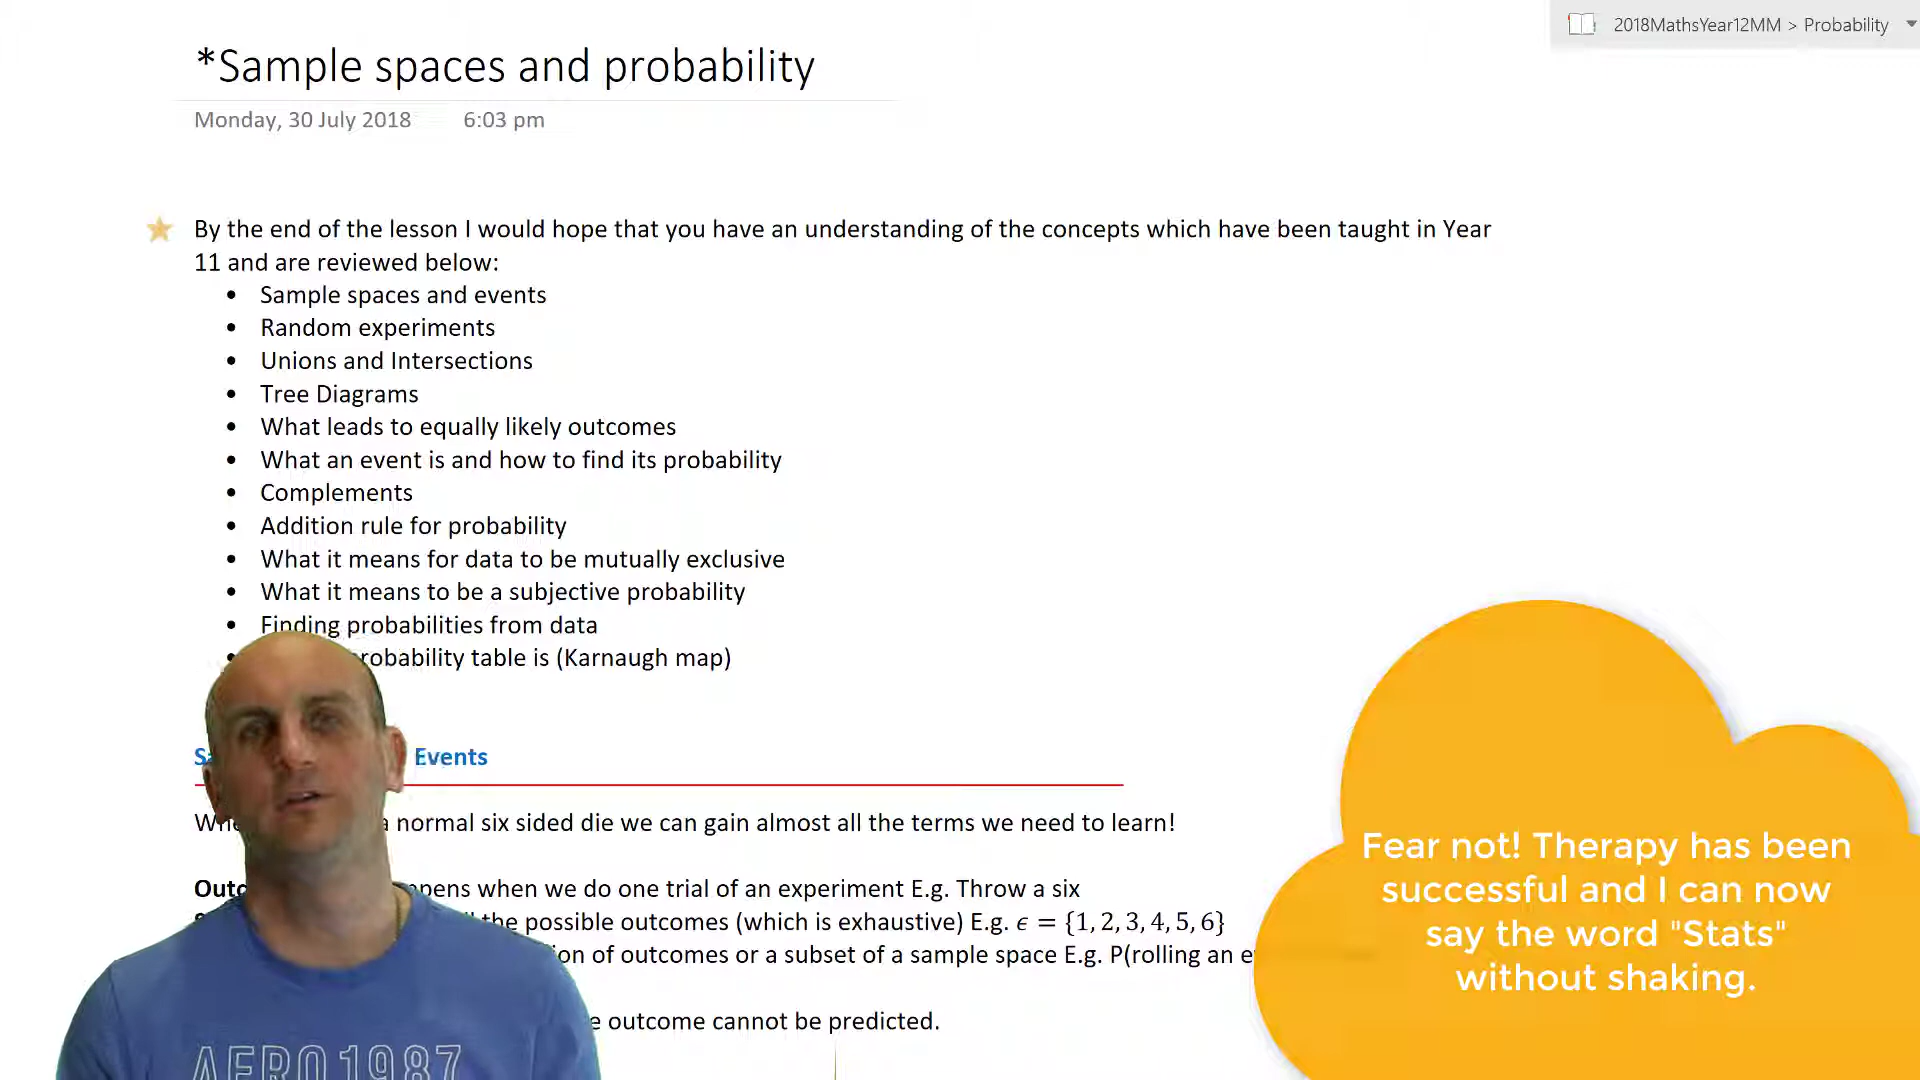 2018MathsYear12MM > Probability
*Sample spaces and probability
Monday, 30 July 2018 6:03 pm
By the end of the lesson I would hope that you have an understanding of the concepts which have been taught in Year
11 and are reviewed below:
• Sample spaces and events
• Random experiments
• Unions and Intersections
• Tree Diagrams
• What leads to equally likely outcomes
• What an event is and how to find its probability
• Complements
• Addition rule for probability
• What it means for data to be mutually exclusive
• What it means to be a subjective probability
• Finding probabilities from data
probability table is (Karnaugh map)
Events
normal six sided die we can gain almost all the terms we need to learn!
when we do one trial of an experiment E.g. Throw a six
the possible outcomes (which is exhaustive) E.g. ϵ = {1, 2, 3, 4, 5, 6}
of outcomes or a subset of a sample space E.g. P(rolling an
outcome cannot be predicted.
Fear not! Therapy has been
successful and I can now
say the word "Stats"
without shaking.
AERO 1987